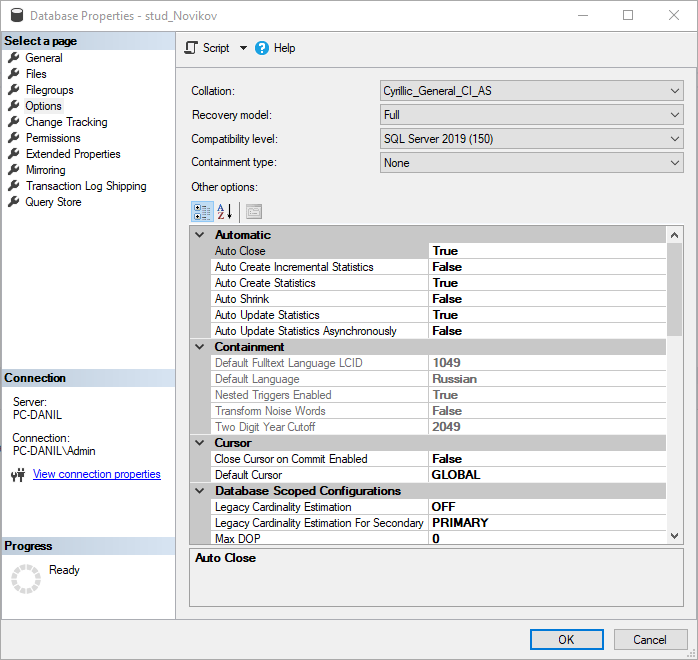 Database Properties - stud_Novikov
Select a page
General
Files
Filegroups
Options
Change Tracking
Permissions
Extended Properties
Mirroring
Transaction Log Shipping
Query Store
Connection
Server:
PC-DANIL
Connection:
PC-DANIL\Admin
View connection properties
Progress
Ready
Script
Help
Collation: Cyrillic_General_CI_AS
Recovery model: Full
Compatibility level: SQL Server 2019 (150)
Containment type: None
Other options:
Automatic
Auto Close True
Auto Create Incremental Statistics False
Auto Create Statistics True
Auto Shrink False
Auto Update Statistics True
Auto Update Statistics Asynchronously False
Containment
Default Fulltext Language LCID 1049
Default Language Russian
Nested Triggers Enabled True
Transform Noise Words False
Two Digit Year Cutoff 2049
Cursor
Close Cursor on Commit Enabled False
Default Cursor GLOBAL
Database Scoped Configurations
Legacy Cardinality Estimation OFF
Legacy Cardinality Estimation For Secondary PRIMARY
Max DOP 0
Auto Close
OK
Cancel